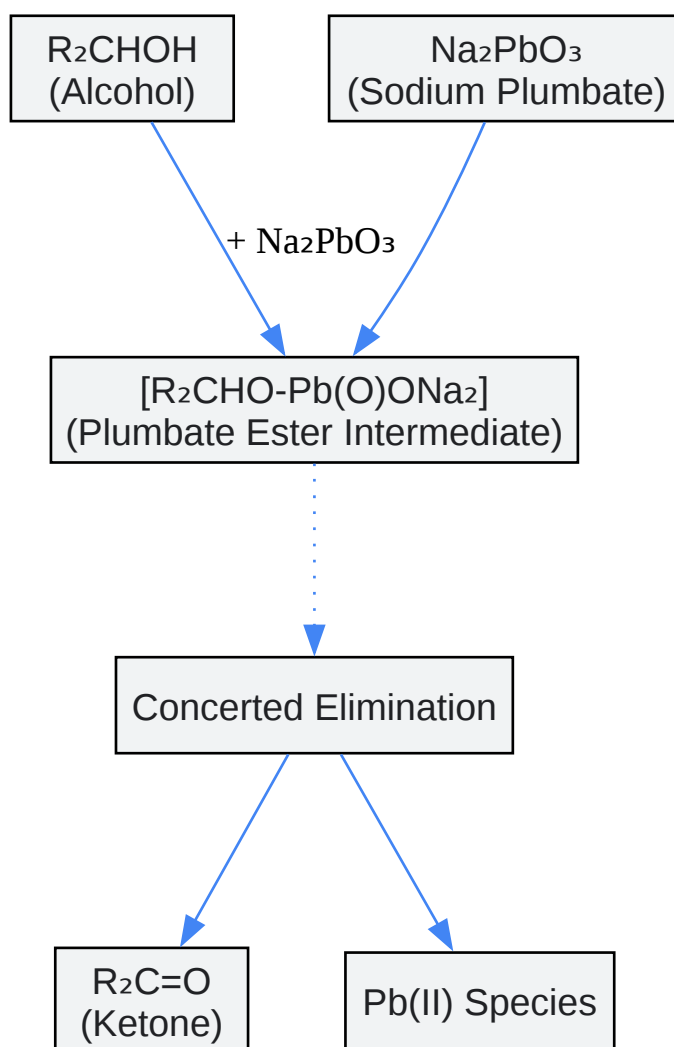 R₂CHOH
(Alcohol)
Na₂PbO₃
(Sodium Plumbate)
+ Na₂PbO₃
[R₂CHO-Pb(O)ONa₂]
(Plumbate Ester Intermediate)
Concerted Elimination
R₂C=O
(Ketone)
Pb(II) Species